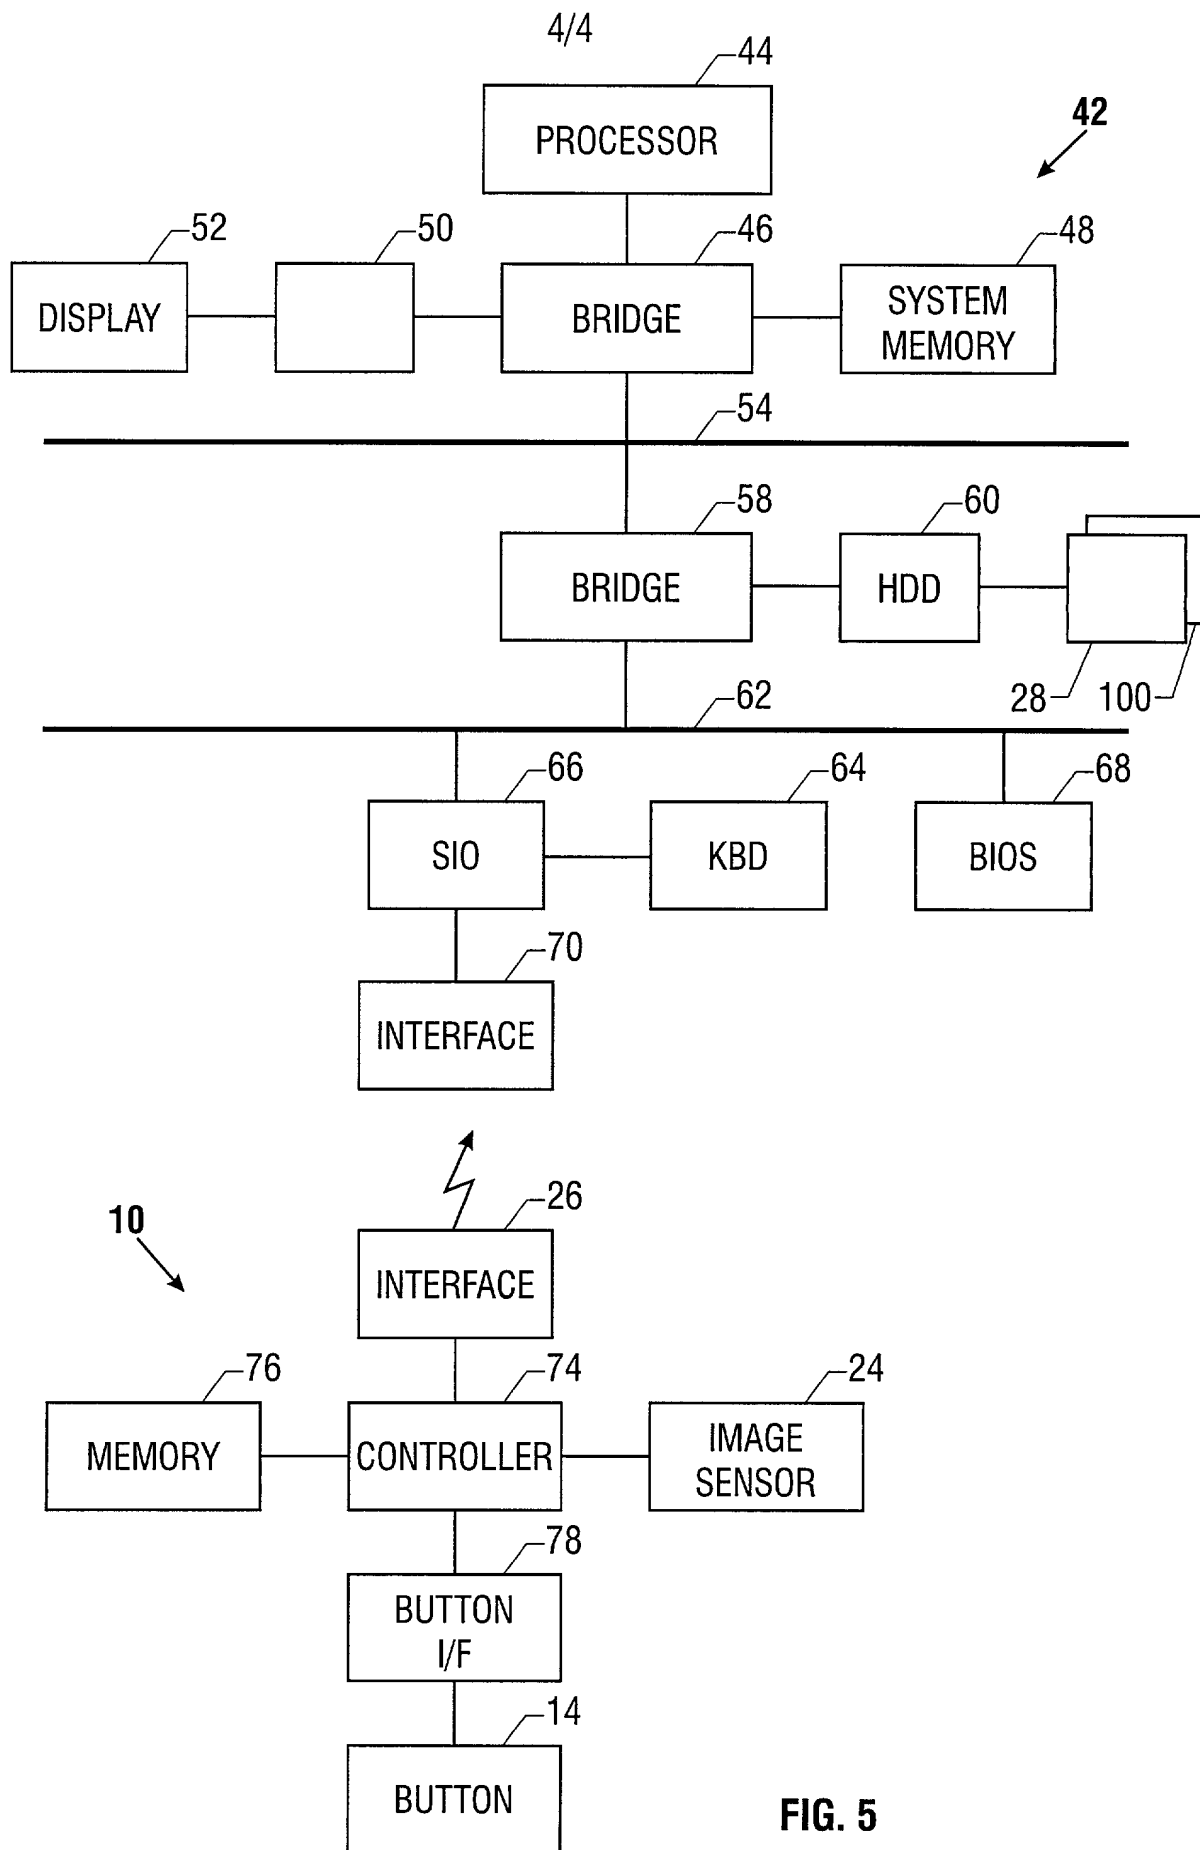 4/4
44
PROCESSOR
42
52
50
46
48
DISPLAY
BRIDGE
SYSTEM
MEMORY
54
58
60
BRIDGE
HDD
28
100
62
66
64
68
SIO
KBD
BIOS
70
INTERFACE
10
26
INTERFACE
76
74
24
MEMORY
CONTROLLER
IMAGE
SENSOR
78
BUTTON
I/F
14
BUTTON
FIG. 5